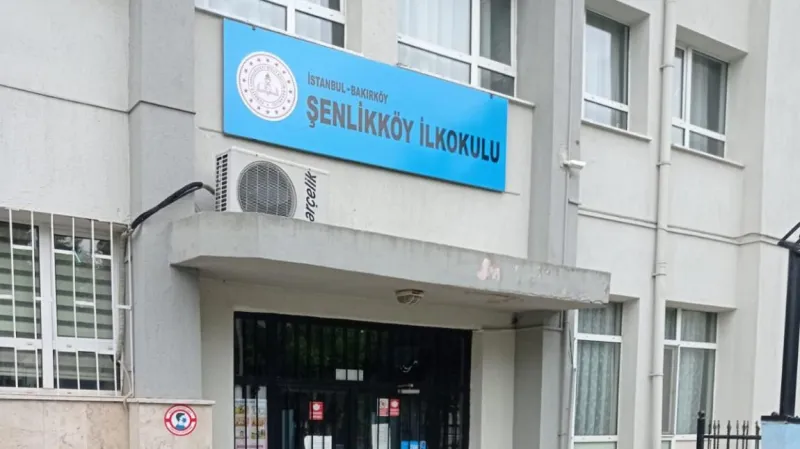 İSTANBUL-BAKIRKÖY
ŞENLİKKÖY İLKOKULU
arçelik